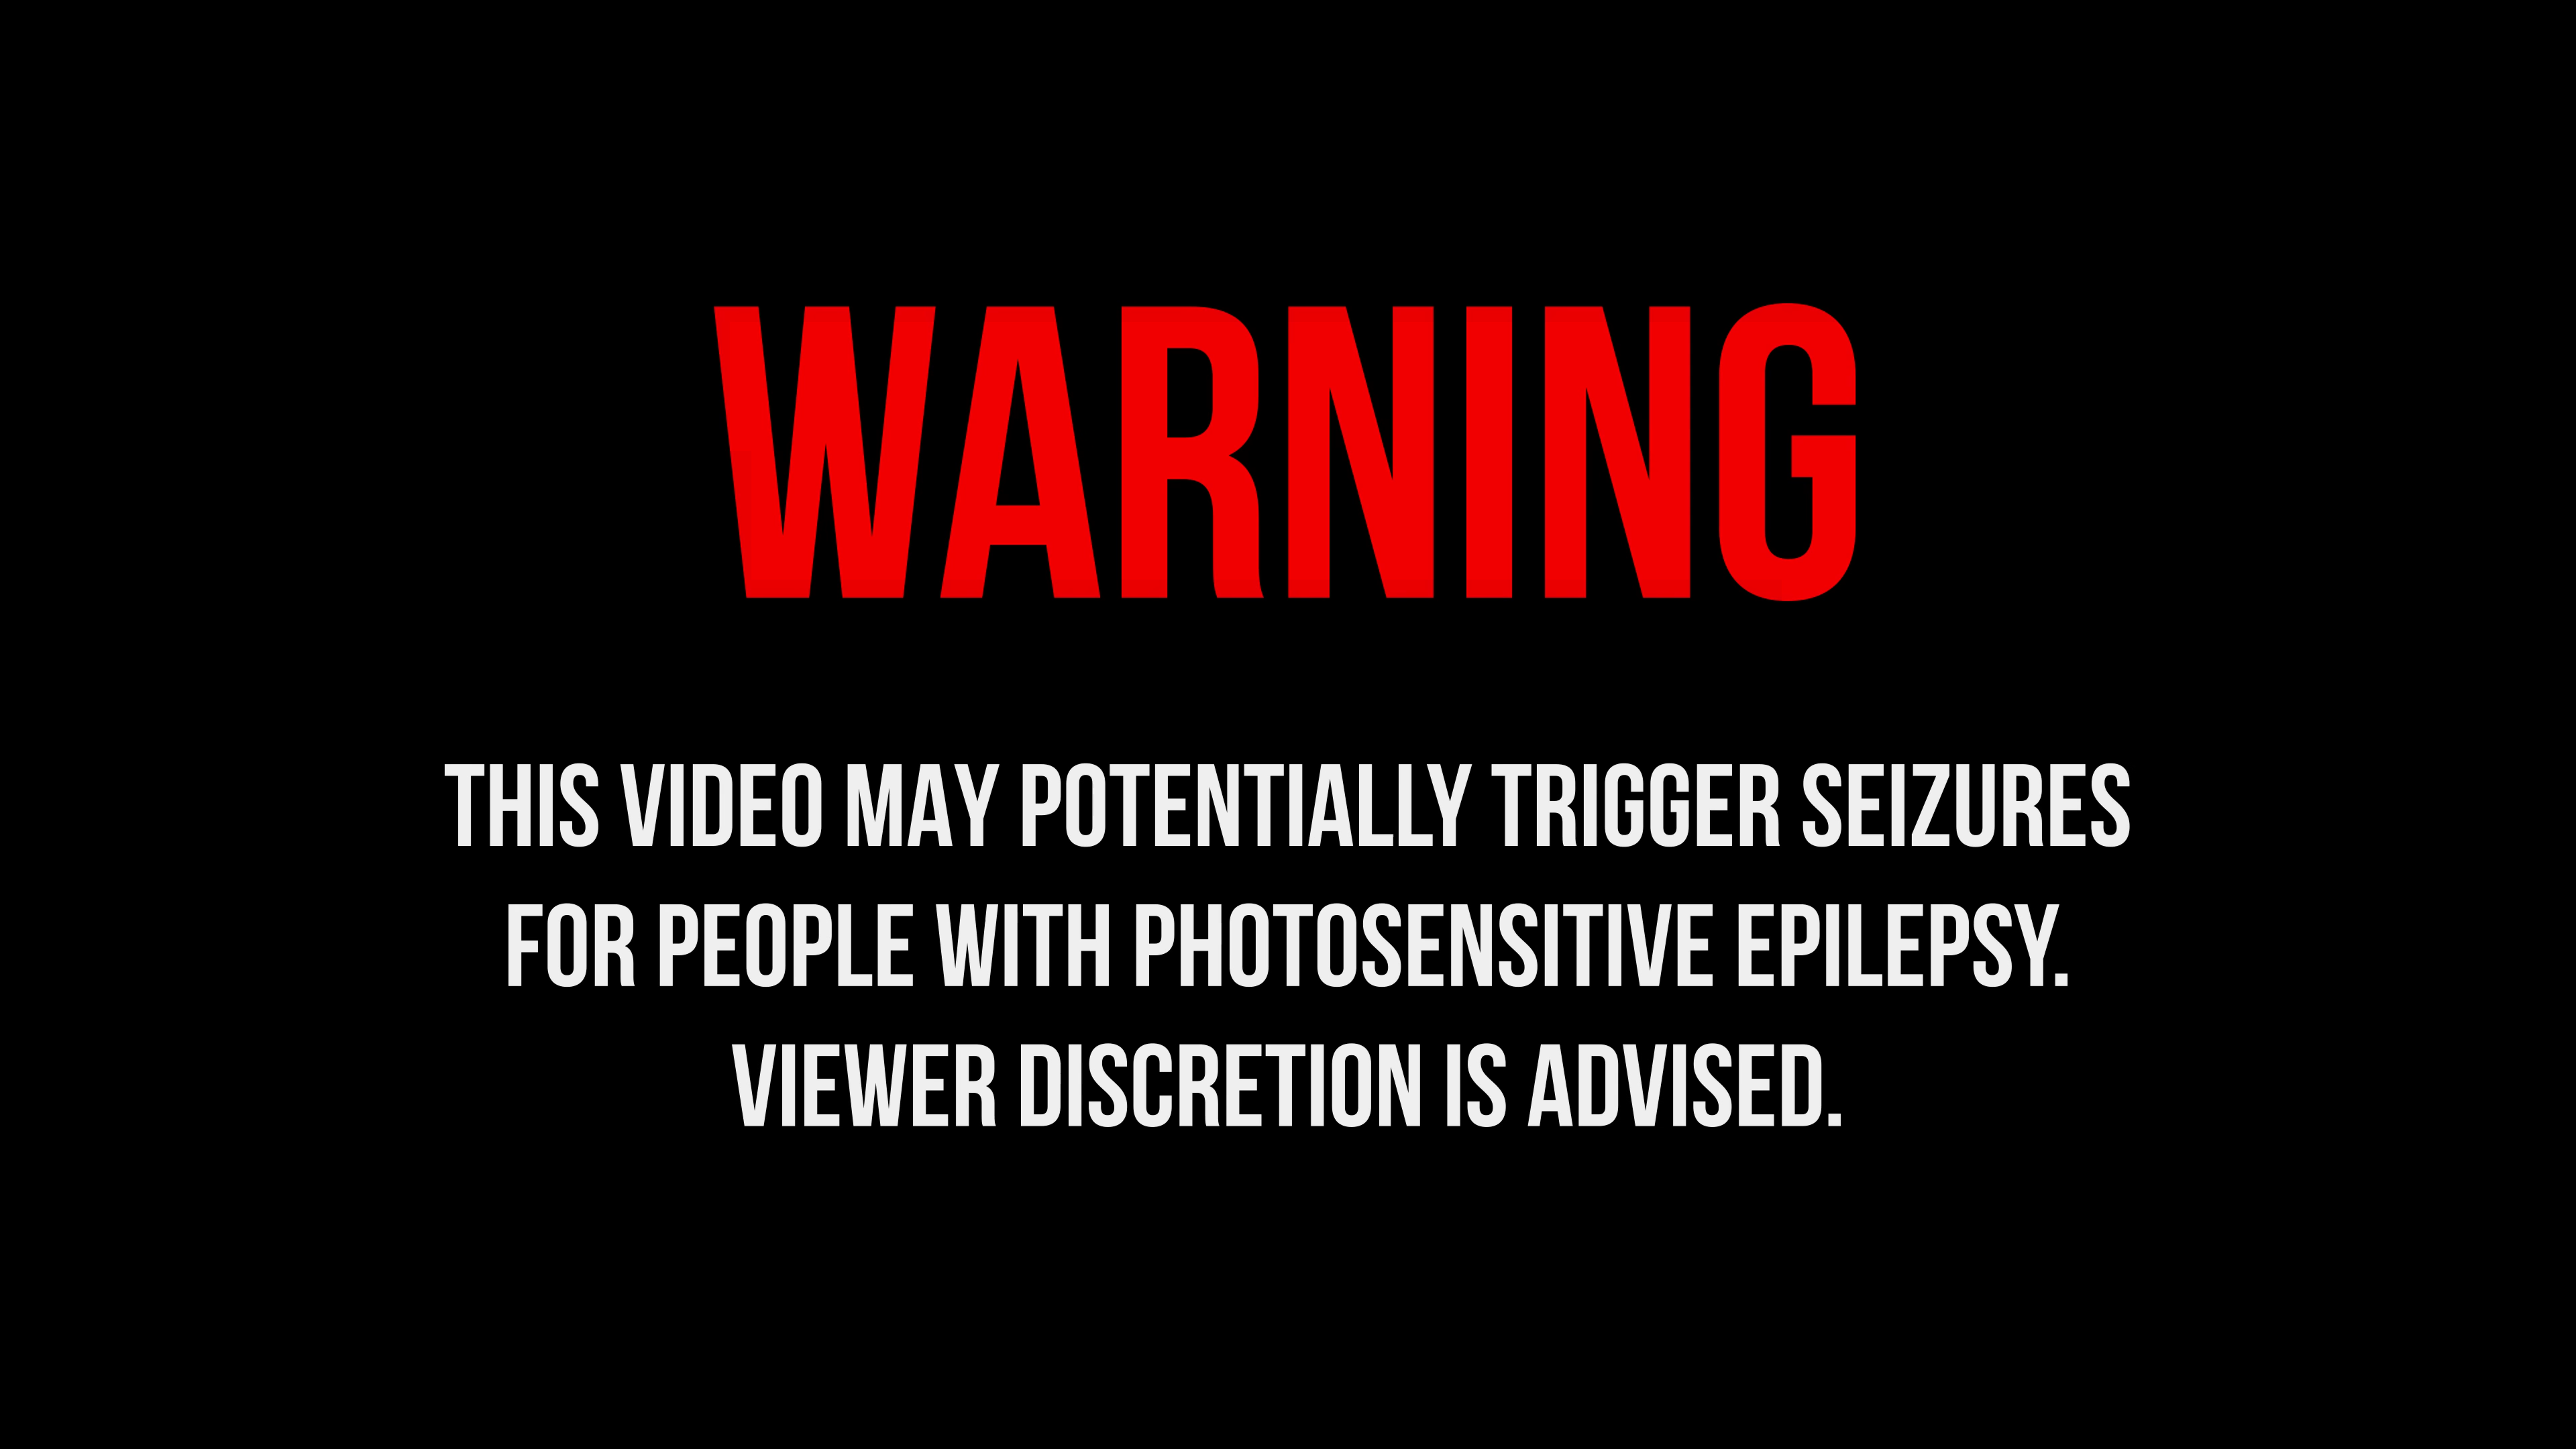 WARNING
THIS VIDEO MAY POTENTIALLY TRIGGER SEIZURES
FOR PEOPLE WITH PHOTOSENSITIVE EPILEPSY.
VIEWER DISCRETION IS ADVISED.